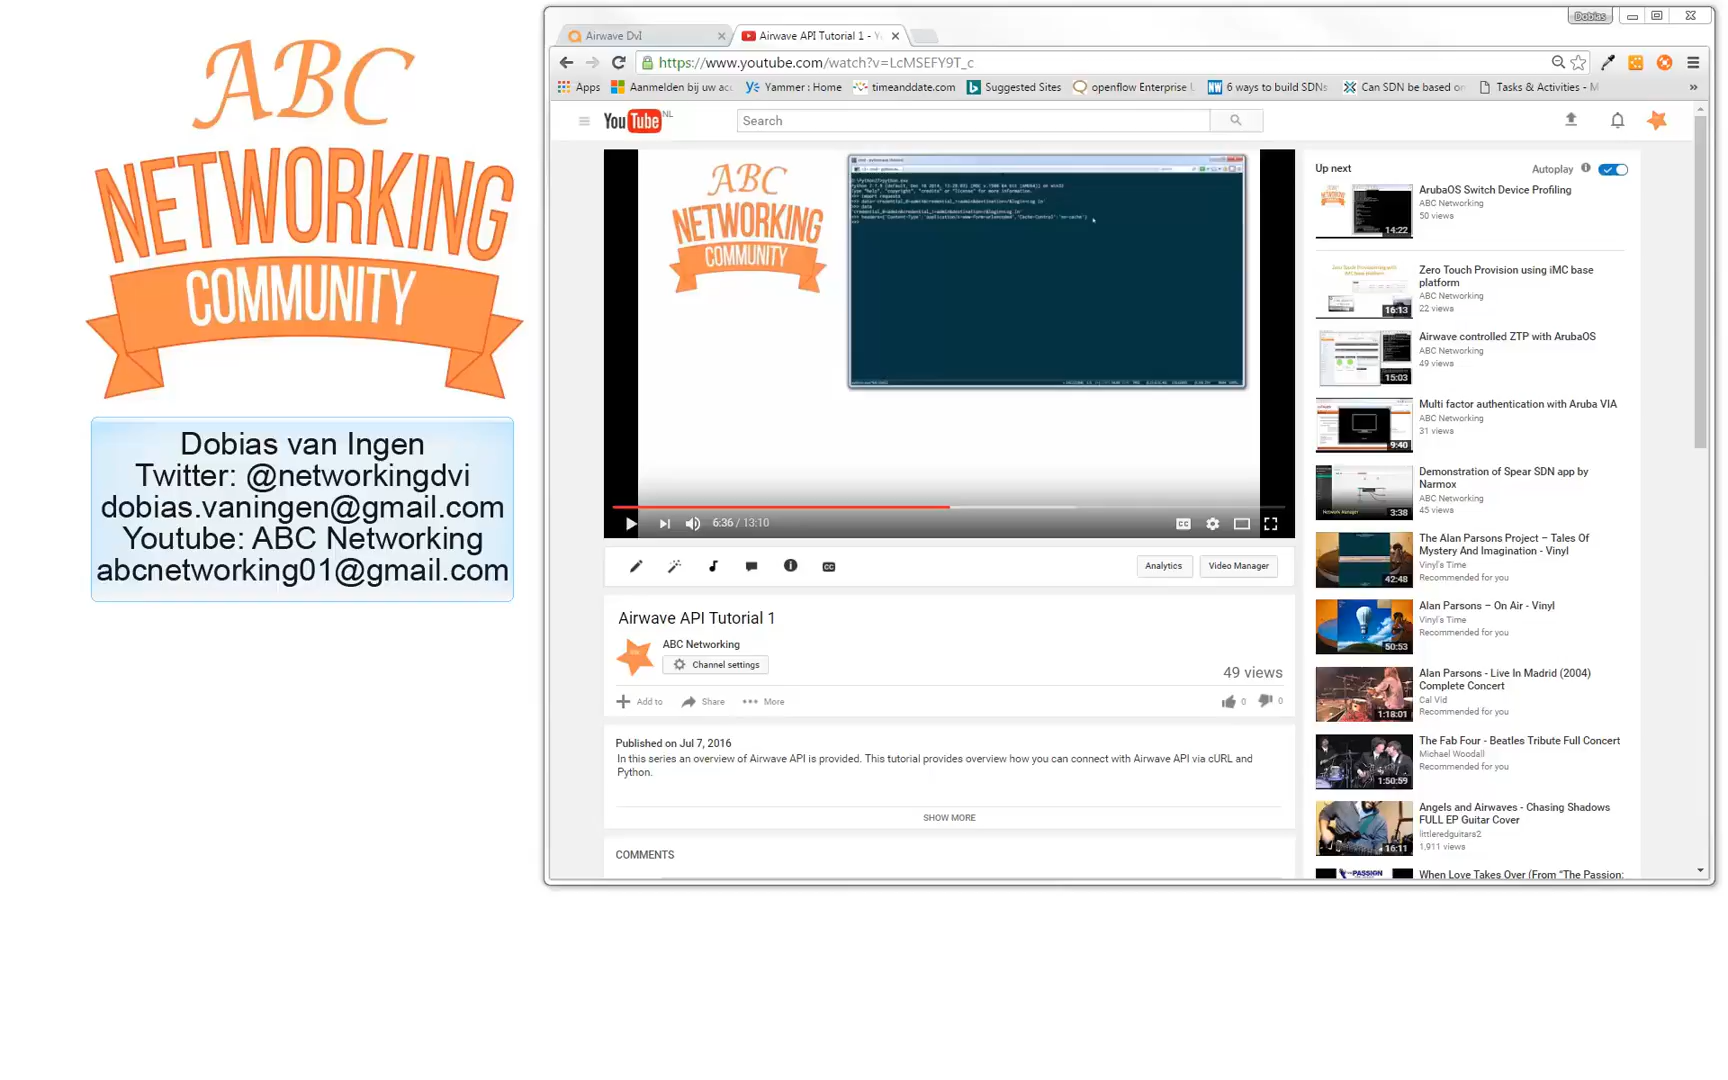 ABC
NETWORKING
COMMUNITY
Dobias van Ingen
Twitter: @networkingdvi
dobias.vaningen@gmail.com
Youtube: ABC Networking
abcnetworking01@gmail.com
Dobias
Airwave DvI
Airwave API Tutorial 1 - Y
https://www.youtube.com/watch?v=LcMSEFY9T_c
Apps
Aanmelden bij uw acc
Yammer : Home
timeanddate.com
Suggested Sites
openflow Enterprise I
6 ways to build SDNs
Can SDN be based on
Tasks & Activities - M
YouTube NL
Search
ABC
NETWORKING
COMMUNITY
6:36 / 13:10
CC
Analytics
Video Manager
Airwave API Tutorial 1
ABC Networking
Channel settings
49 views
Add to
Share
More
0
0
Published on Jul 7, 2016
In this series an overview of Airwave API is provided. This tutorial provides overview how you can connect with Airwave API via cURL and
Python.
SHOW MORE
COMMENTS
Up next
Autoplay
ArubaOS Switch Device Profiling
ABC Networking
50 views
14:22
Zero Touch Provision using iMC base
platform
ABC Networking
22 views
16:13
Airwave controlled ZTP with ArubaOS
ABC Networking
49 views
15:03
Multi factor authentication with Aruba VIA
ABC Networking
31 views
9:40
Demonstration of Spear SDN app by
Narmox
ABC Networking
45 views
3:38
The Alan Parsons Project – Tales Of
Mystery And Imagination - Vinyl
Vinyl's Time
Recommended for you
42:48
Alan Parsons – On Air - Vinyl
Vinyl's Time
Recommended for you
50:53
Alan Parsons - Live In Madrid (2004)
Complete Concert
Cal Vid
Recommended for you
1:18:01
The Fab Four - Beatles Tribute Full Concert
Michael Woodall
Recommended for you
1:50:59
Angels and Airwaves - Chasing Shadows
FULL EP Guitar Cover
littleredguitars2
1,911 views
16:11
When Love Takes Over (From "The Passion: